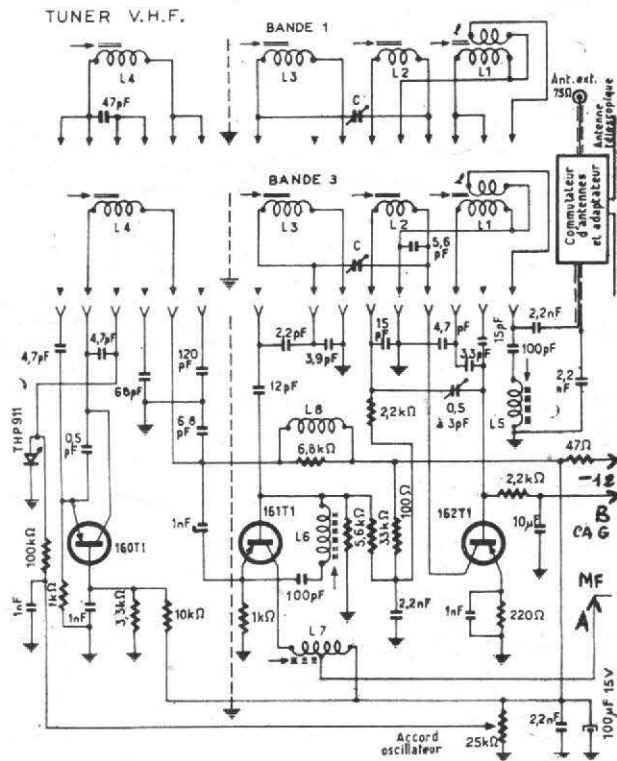 TUNER V.H.F.
BANDE 1
L4
L3
L2
ℓ
L1
C
47pF
Ant. ext.
75Ω
Antenne
télescopique
Commutateur
d'antennes
et adaptateur
BANDE 3
L4
L3
L2
ℓ
L1
C
5,6
pF
4,7pF
4,7pF
68pF
120
pF
2,2pF
3,9pF
15
pF
4,7
pF
3,3pF
15pF
2,2nF
100pF
2,2
nF
12pF
6,8
pF
0,5
pF
L8
6,8kΩ
2,2kΩ
0,5
à 3pF
L5
47Ω
-12
THP911
100kΩ
160T1
1nF
161T1
L6
5,6kΩ
33kΩ
100Ω
162T1
2,2kΩ
10µF
B
CAG
1nF
1kΩ
1nF
3,3kΩ
10kΩ
1kΩ
100pF
2,2nF
1nF
220Ω
MF
A
L7
Accord
oscillateur
25kΩ
2,2nF
100µF 15V